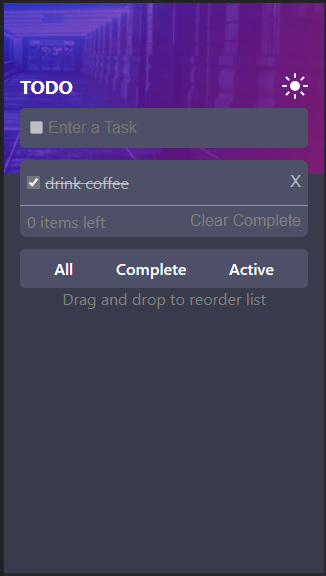 TODO
Enter a Task
drink coffee X
0 items left Clear Complete
All Complete Active
Drag and drop to reorder list